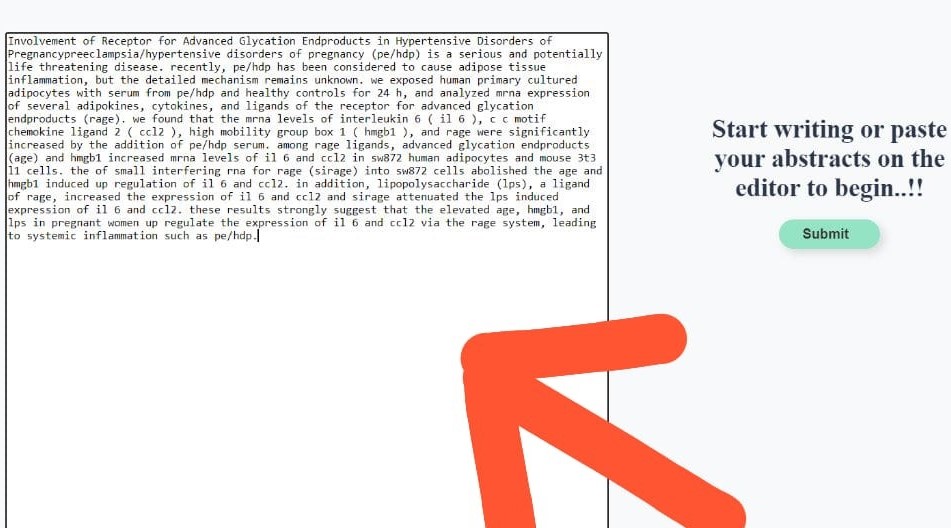 Involvement of Receptor for Advanced Glycation Endproducts in Hypertensive Disorders of
Pregnancypreeclampsia/hypertensive disorders of pregnancy (pe/hdp) is a serious and potentially
life threatening disease. recently, pe/hdp has been considered to cause adipose tissue
inflammation, but the detailed mechanism remains unknown. we exposed human primary cultured
adipocytes with serum from pe/hdp and healthy controls for 24 h, and analyzed mrna expression
of several adipokines, cytokines, and ligands of the receptor for advanced glycation
endproducts (rage). we found that the mrna levels of interleukin 6 ( il 6 ), c c motif
chemokine ligand 2 ( ccl2 ), high mobility group box 1 ( hmgb1 ), and rage were significantly
increased by the addition of pe/hdp serum. among rage ligands, advanced glycation endproducts
(age) and hmgb1 increased mrna levels of il 6 and ccl2 in sw872 human adipocytes and mouse 3t3
l1 cells. the of small interfering rna for rage (sirage) into sw872 cells abolished the age and
hmgb1 induced up regulation of il 6 and ccl2. in addition, lipopolysaccharide (lps), a ligand
of rage, increased the expression of il 6 and ccl2 and sirage attenuated the lps induced
expression of il 6 and ccl2. these results strongly suggest that the elevated age, hmgb1, and
lps in pregnant women up regulate the expression of il 6 and ccl2 via the rage system, leading
to systemic inflammation such as pe/hdp.
Start writing or paste
your abstracts on the
editor to begin..!!
Submit